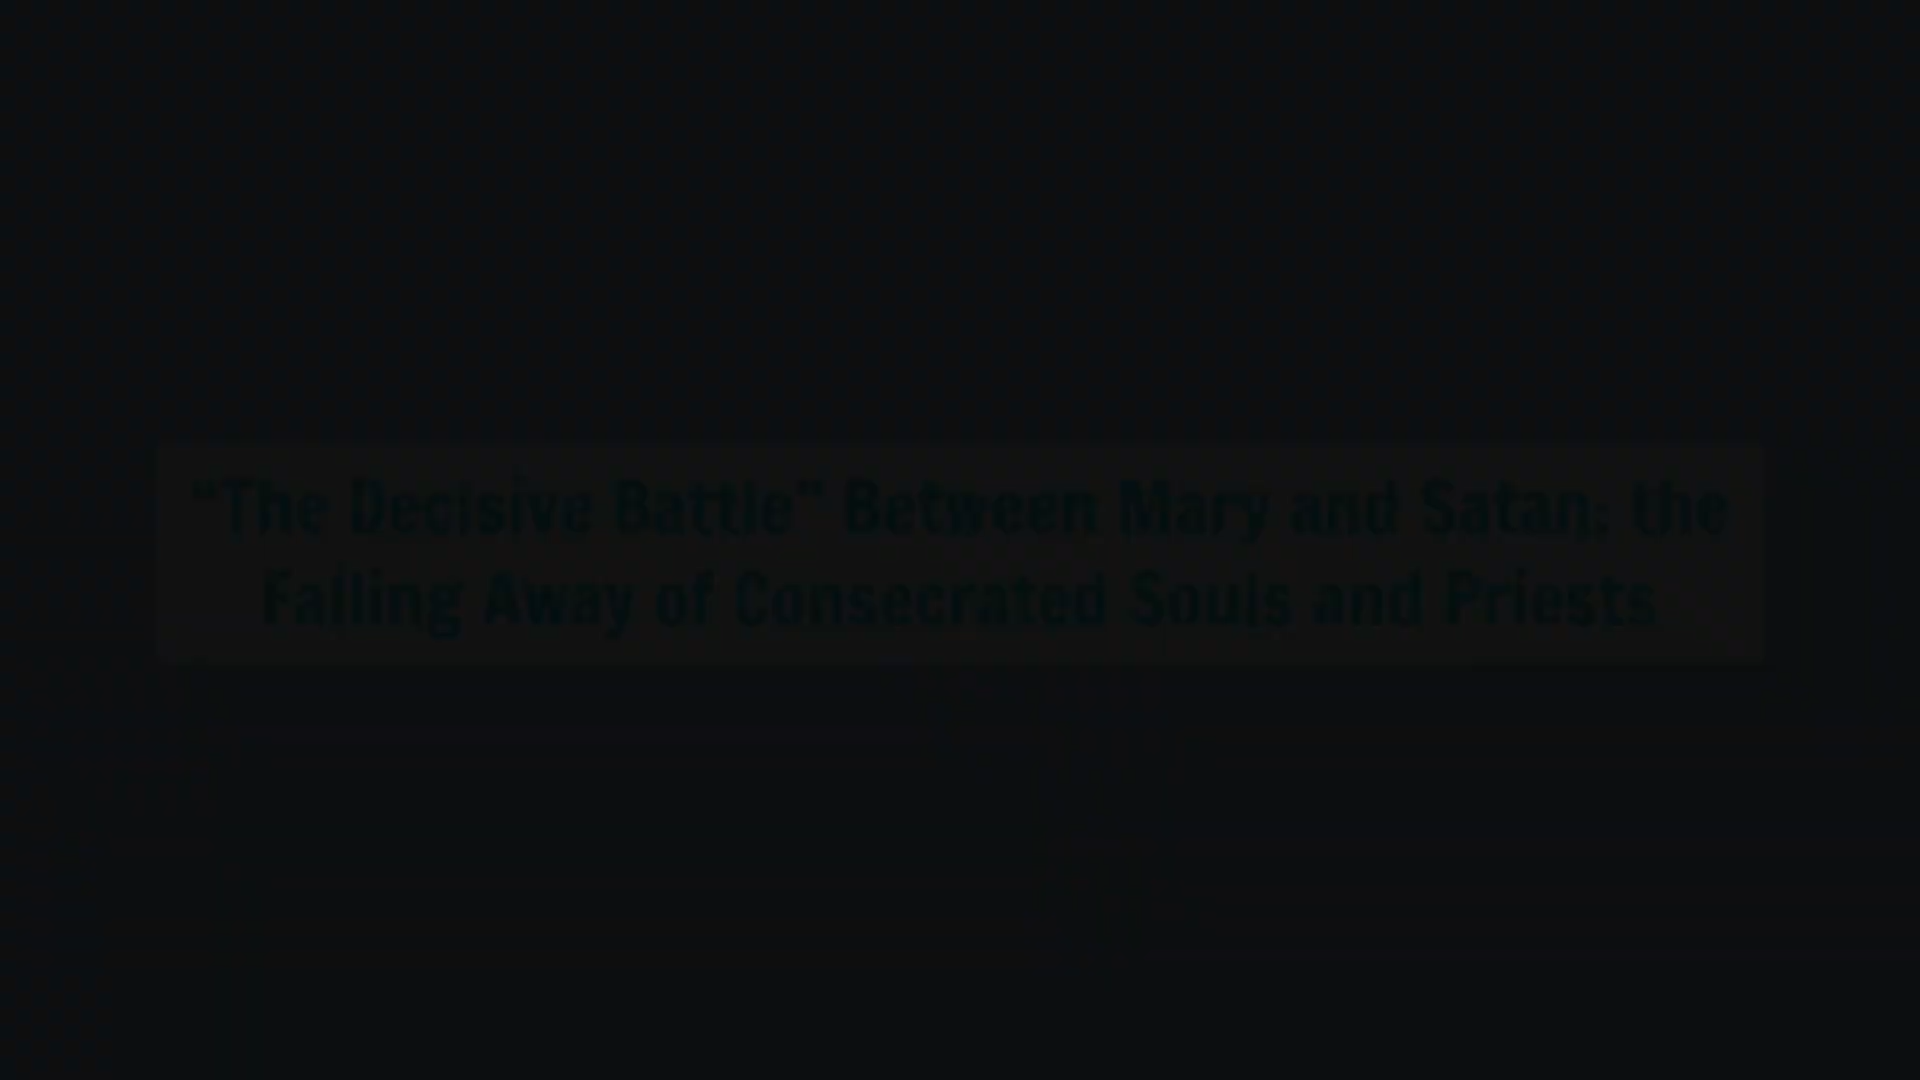 "The Decisive Battle" Between Mary and Satan; the
Falling Away of Consecrated Souls and Priests